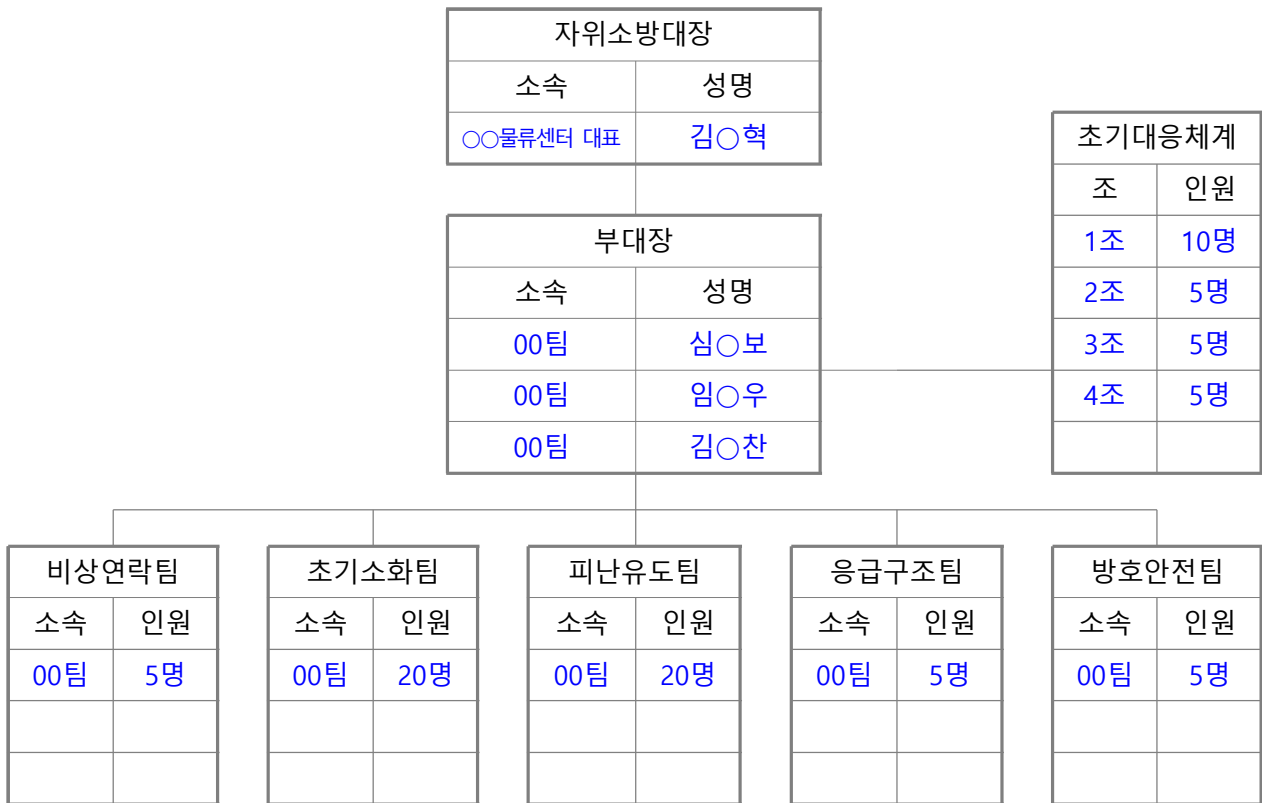 자위소방대장
소속 성명
○○물류센터 대표 김○혁
부대장
소속 성명
00팀 심○보
00팀 임○우
00팀 김○찬
초기대응체계
조 인원
1조 10명
2조 5명
3조 5명
4조 5명
비상연락팀
소속 인원
00팀 5명
초기소화팀
소속 인원
00팀 20명
피난유도팀
소속 인원
00팀 20명
응급구조팀
소속 인원
00팀 5명
방호안전팀
소속 인원
00팀 5명